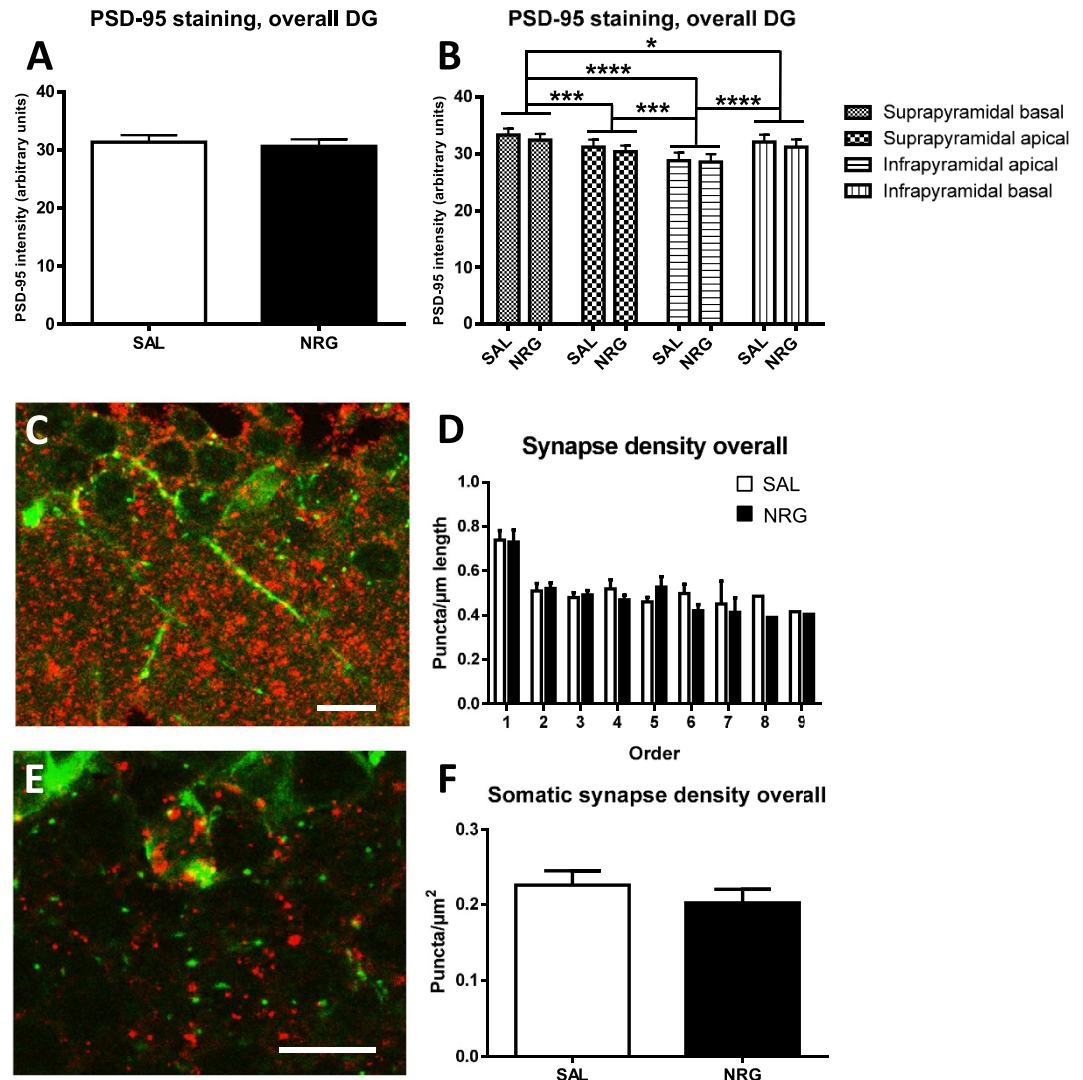 PSD-95 staining, overall DG
A
PSD-95 intensity (arbitrary units)
40
30
20
10
0
SAL
NRG
PSD-95 staining, overall DG
B
PSD-95 intensity (arbitrary units)
40
30
20
10
0
*
****
***
***
****
SAL
NRG
SAL
NRG
SAL
NRG
SAL
NRG
Suprapyramidal basal
Suprapyramidal apical
Infrapyramidal apical
Infrapyramidal basal
C
D
Synapse density overall
SAL
NRG
Puncta/µm length
1.0
0.8
0.6
0.4
0.2
0.0
1 2 3 4 5 6 7 8 9
Order
E
F
Somatic synapse density overall
Puncta/µm²
0.3
0.2
0.1
0.0
SAL
NRG